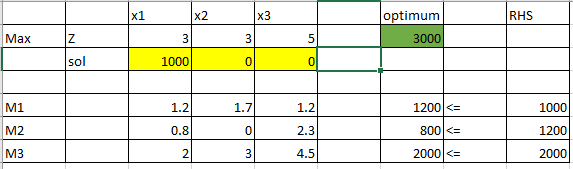 x1 x2 x3 optimum RHS
Max Z 3 3 5 3000
sol 1000 0 0
M1 1.2 1.7 1.2 1200 <= 1000
M2 0.8 0 2.3 800 <= 1200
M3 2 3 4.5 2000 <= 2000